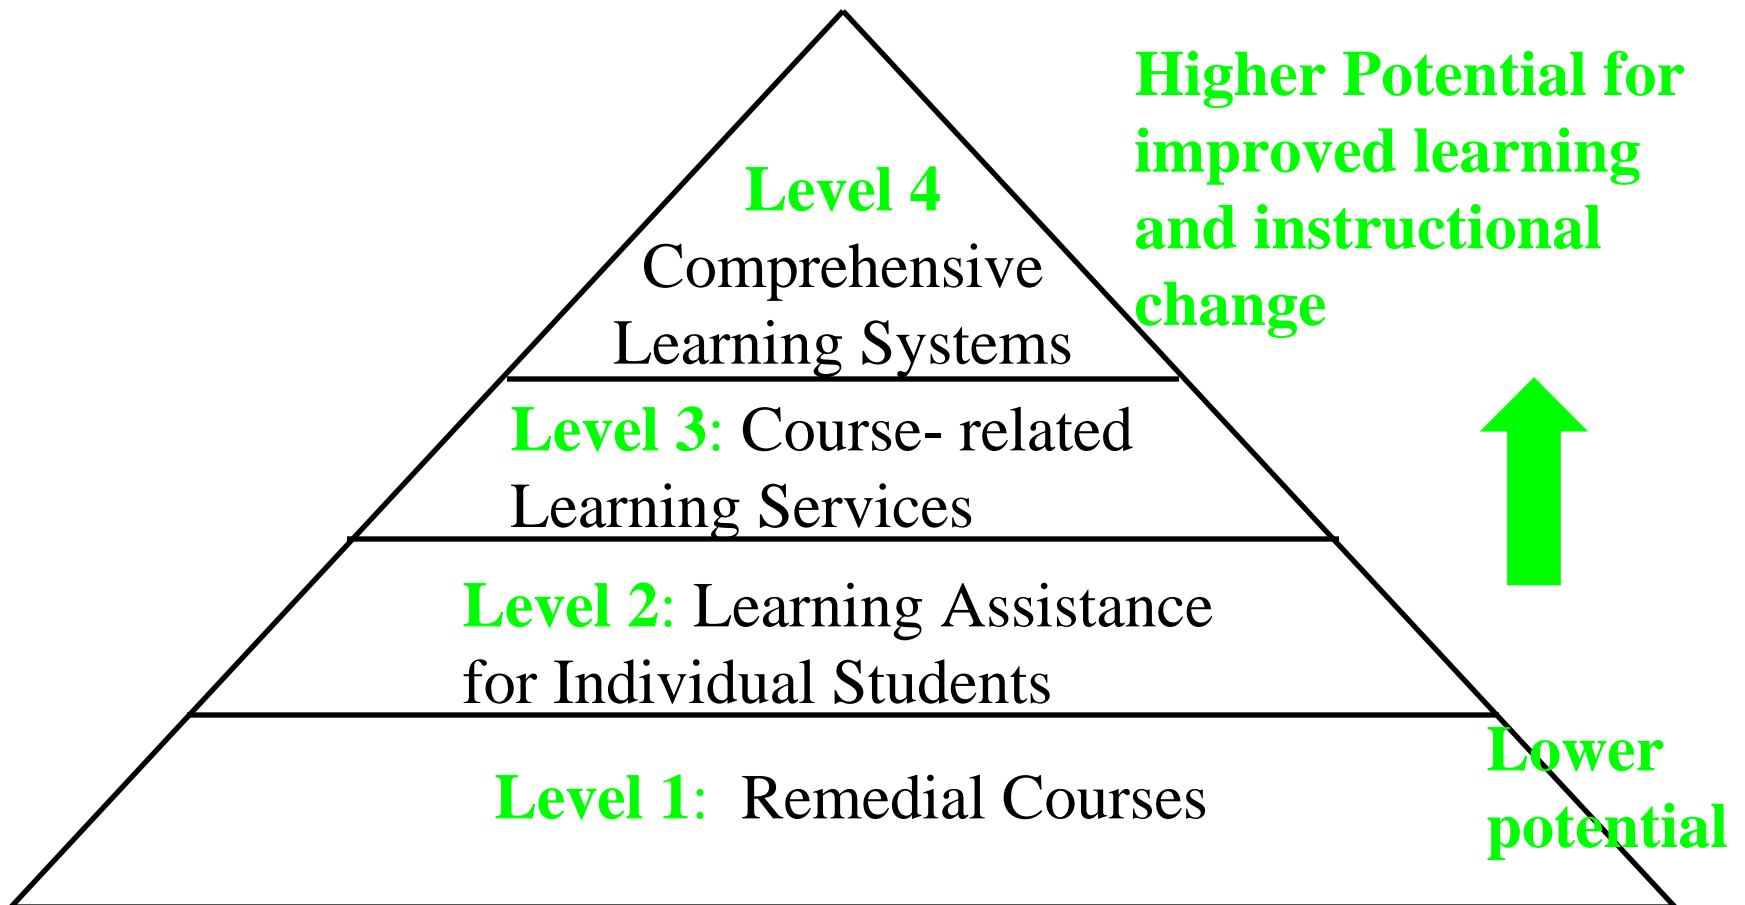 Higher Potential for
improved learning
and instructional
change
Level 4
Comprehensive
Learning Systems
Level 3: Course- related
Learning Services
Level 2: Learning Assistance
for Individual Students
Level 1:  Remedial Courses
Lower
potential